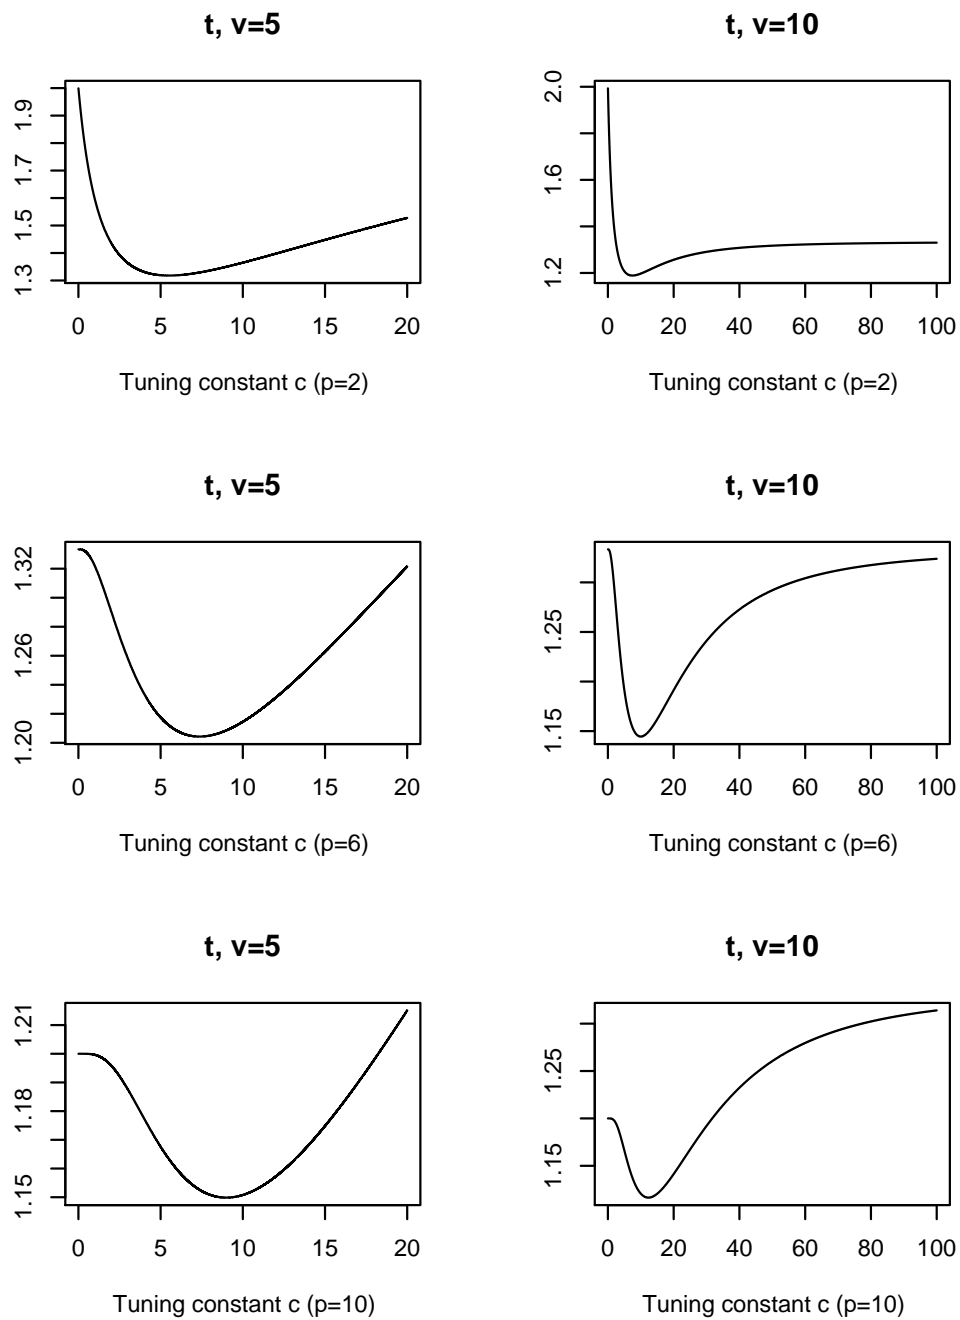 t, v=5
1.9
1.7
1.5
1.3
0 5 10 15 20
Tuning constant c (p=2)
t, v=10
2.0
1.6
1.2
0 20 40 60 80 100
Tuning constant c (p=2)
t, v=5
1.32
1.26
1.20
0 5 10 15 20
Tuning constant c (p=6)
t, v=10
1.25
1.15
0 20 40 60 80 100
Tuning constant c (p=6)
t, v=5
1.21
1.18
1.15
0 5 10 15 20
Tuning constant c (p=10)
t, v=10
1.25
1.15
0 20 40 60 80 100
Tuning constant c (p=10)